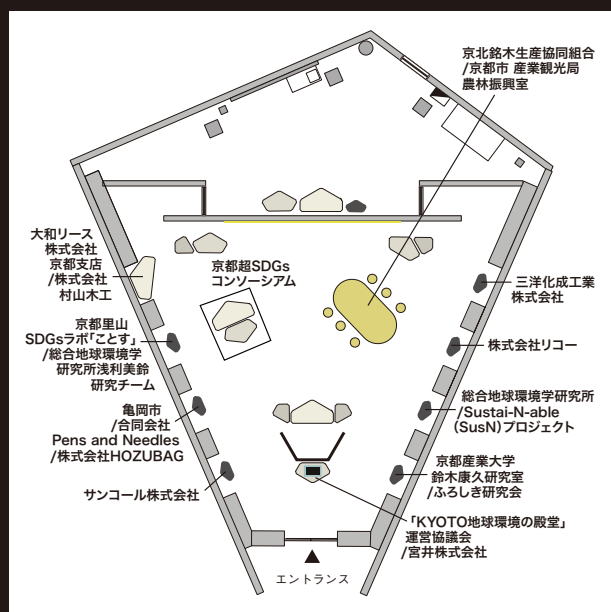 京北銘木生産協同組合
/京都市 産業観光局
農林振興室
大和リース
株式会社
京都支店
/株式会社
村山木工
京都超SDGs
コンソーシアム
三洋化成工業
株式会社
京都里山
SDGsラボ「ことす」
/総合地球環境学
研究所浅利美鈴
研究チーム
株式会社リコー
亀岡市
/合同会社
Pens and Needles
/株式会社HOZUBAG
総合地球環境学研究所
/Sustai-N-able
(SusN)プロジェクト
サンコール株式会社
京都産業大学
鈴木康久研究室
/ふろしき研究会
「KYOTO地球環境の殿堂」
運営協議会
/宮井株式会社
エントランス